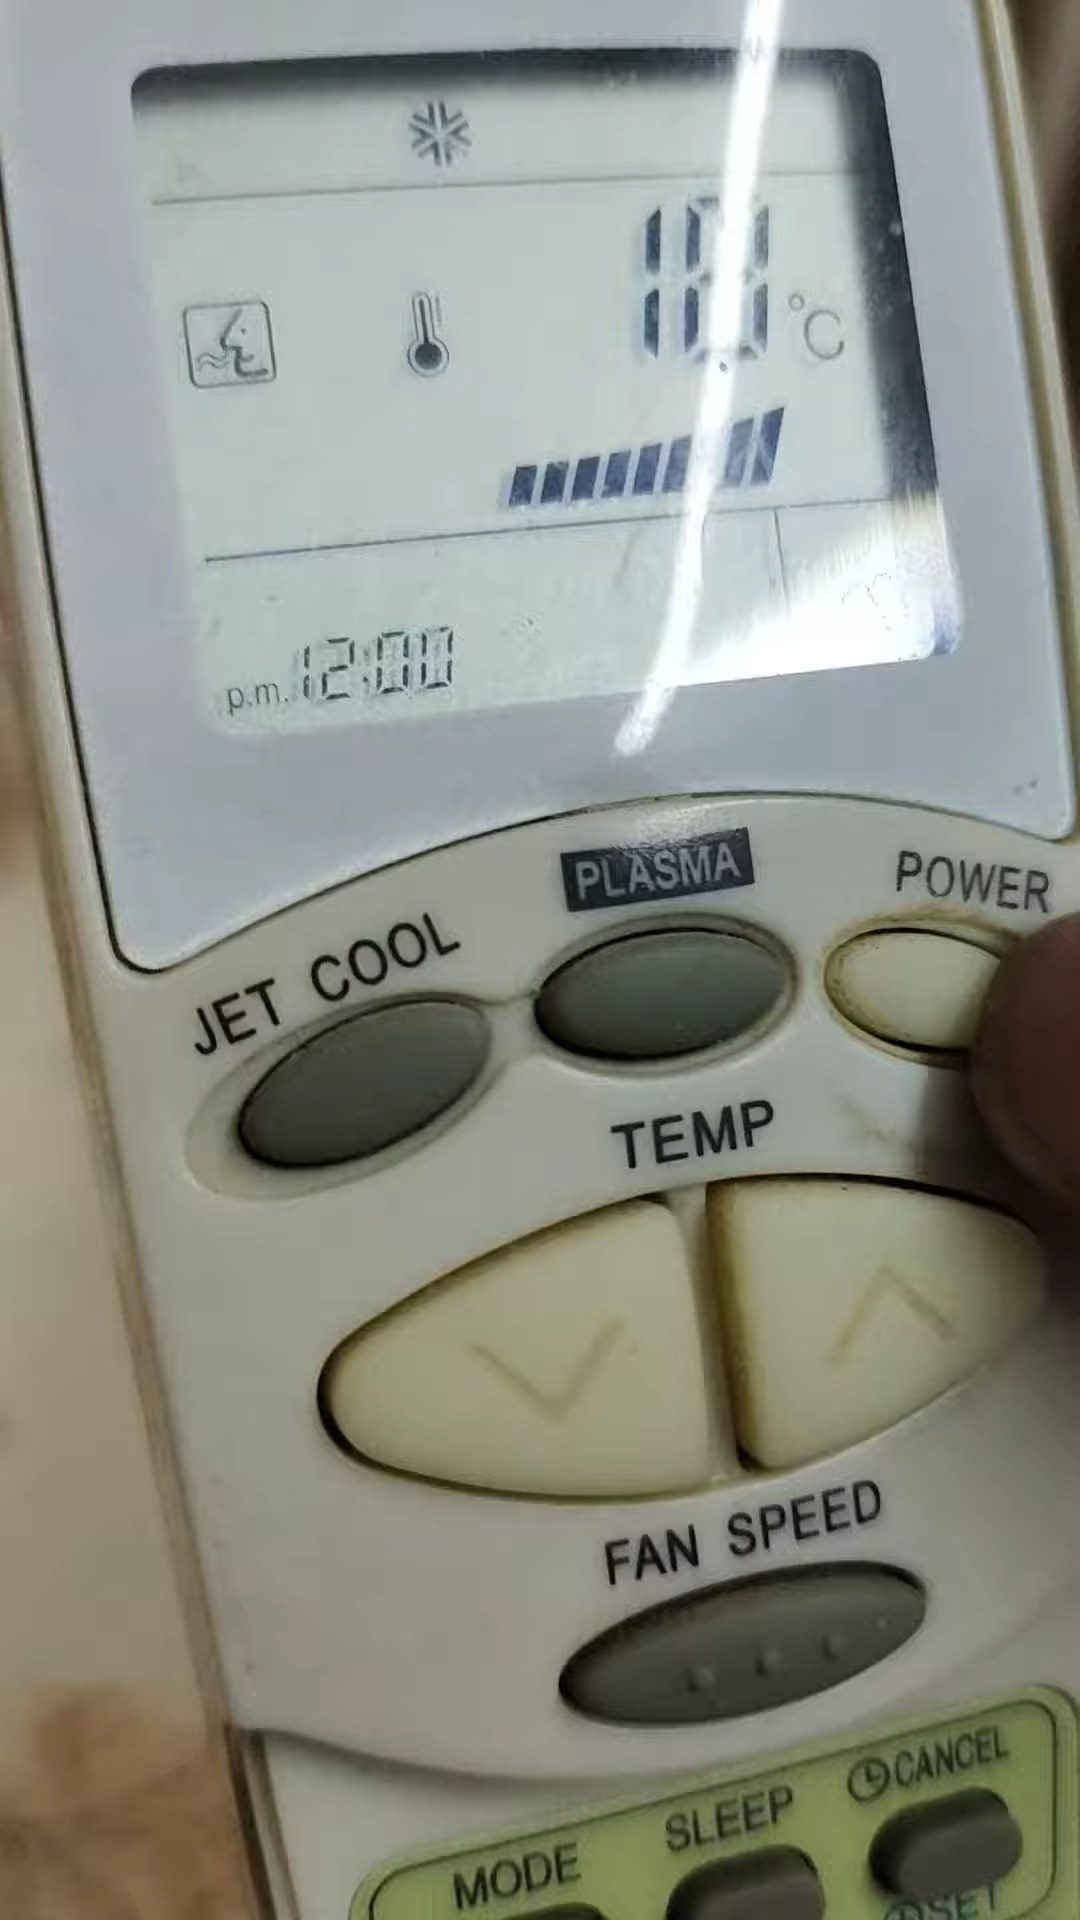 18°C
p.m. 12:00
PLASMA
POWER
JET COOL
TEMP
FAN SPEED
CANCEL
SLEEP
MODE
SET